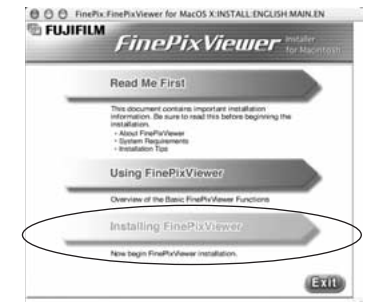 FinePix:FinePixViewer for MacOS X:INSTALL:ENGLISH:MAIN.EN
FUJIFILM
FinePixViewer Installer
for Macintosh
Read Me First
This document contains important installation
information. Be sure to read this before beginning the
installation.
- About FinePixViewer
- System Requirements
- Installation Tips
Using FinePixViewer
Overview of the Basic FinePixViewer Functions
Installing FinePixViewer
Now begin FinePixViewer installation.
Exit